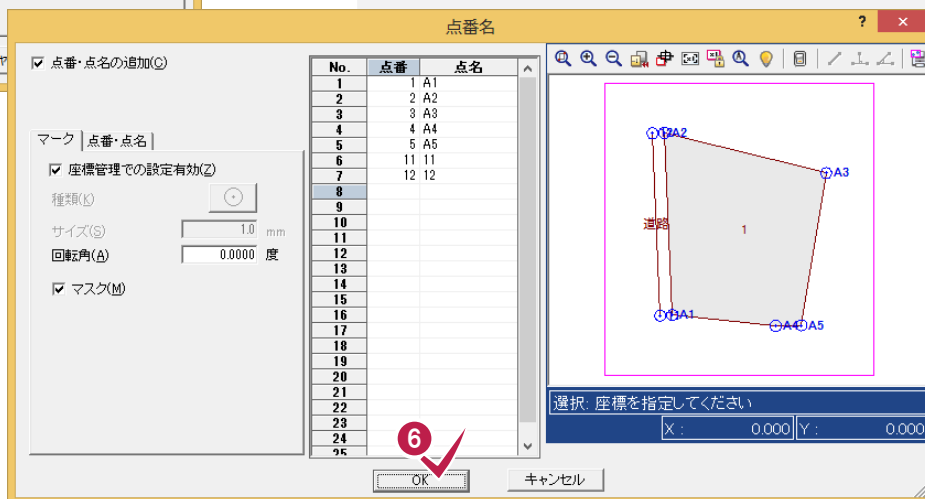 点番名
?
×
点番・点名の追加(C)
マーク
点番・点名
座標管理での設定有効(Z)
種類(K)
サイズ(S)
1.0 mm
回転角(A)
0.0000 度
マスク(M)
No. 点番 点名
1 1 A1
2 2 A2
3 3 A3
4 4 A4
5 5 A5
6 11 11
7 12 12
8
9
10
11
12
13
14
15
16
17
18
19
20
21
22
23
24
25
A2
A3
道路
1
A1
A4
A5
選択: 座標を指定してください
X : 0.000 Y : 0.000
6
OK
キャンセル